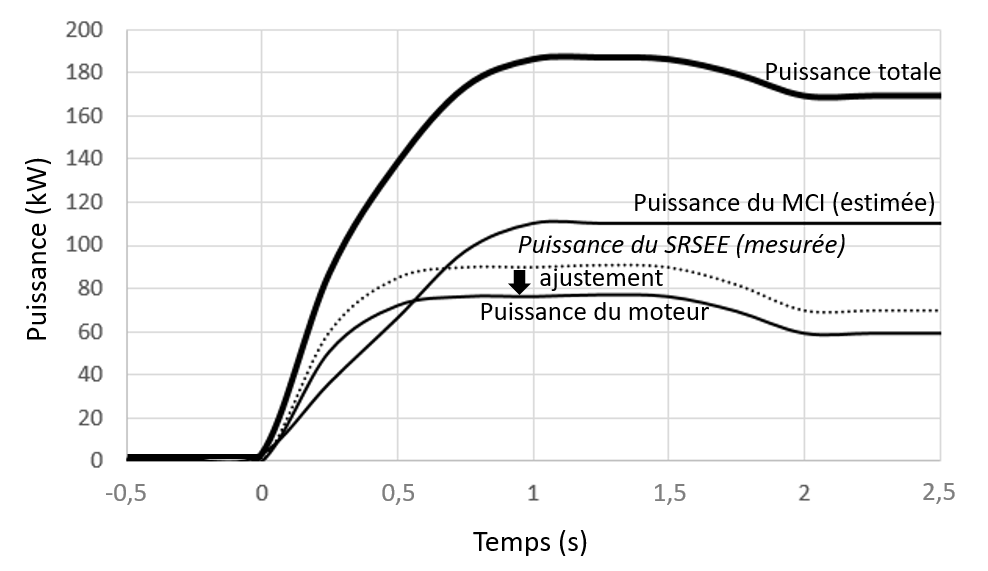 200
180
Puissance totale
160
140
120
Puissance du MCI (estimée)
100
Puissance du SRSEE (mesurée)
80
ajustement
Puissance du moteur
60
40
20
0
Puissance (kW)
-0,5 0 0,5 1 1,5 2 2,5
Temps (s)